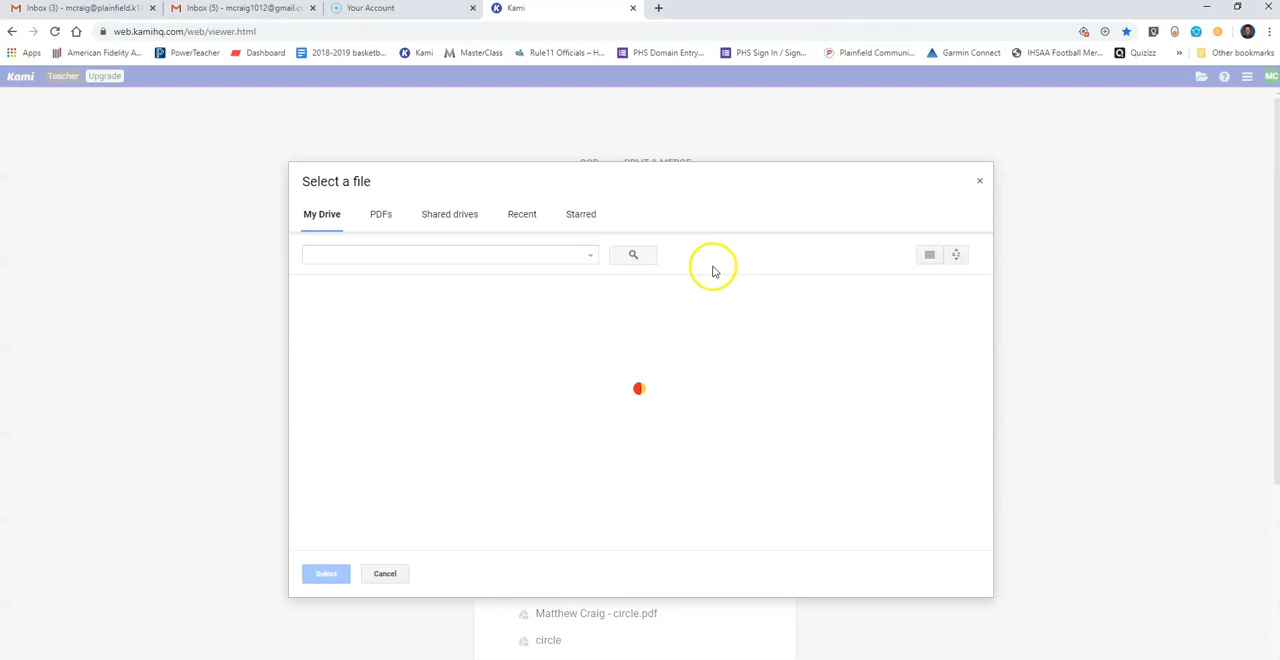 Inbox (3) - mcraig@plainfield.k1
Inbox (5) - mcraig1012@gmail.c
Your Account
Kami
web.kamihq.com/web/viewer.html
Apps
American Fidelity A...
PowerTeacher
Dashboard
2018-2019 basketb...
Kami
MasterClass
Rule11 Officials – H...
PHS Domain Entry...
PHS Sign In / Sign...
Plainfield Communi...
Garmin Connect
IHSAA Football Mer...
Quizizz
»
Other bookmarks
Kami
Teacher
Upgrade
MC
SPLIT & MERGE
Select a file
My Drive
PDFs
Shared drives
Recent
Starred
Select
Cancel
Matthew Craig - circle.pdf
circle